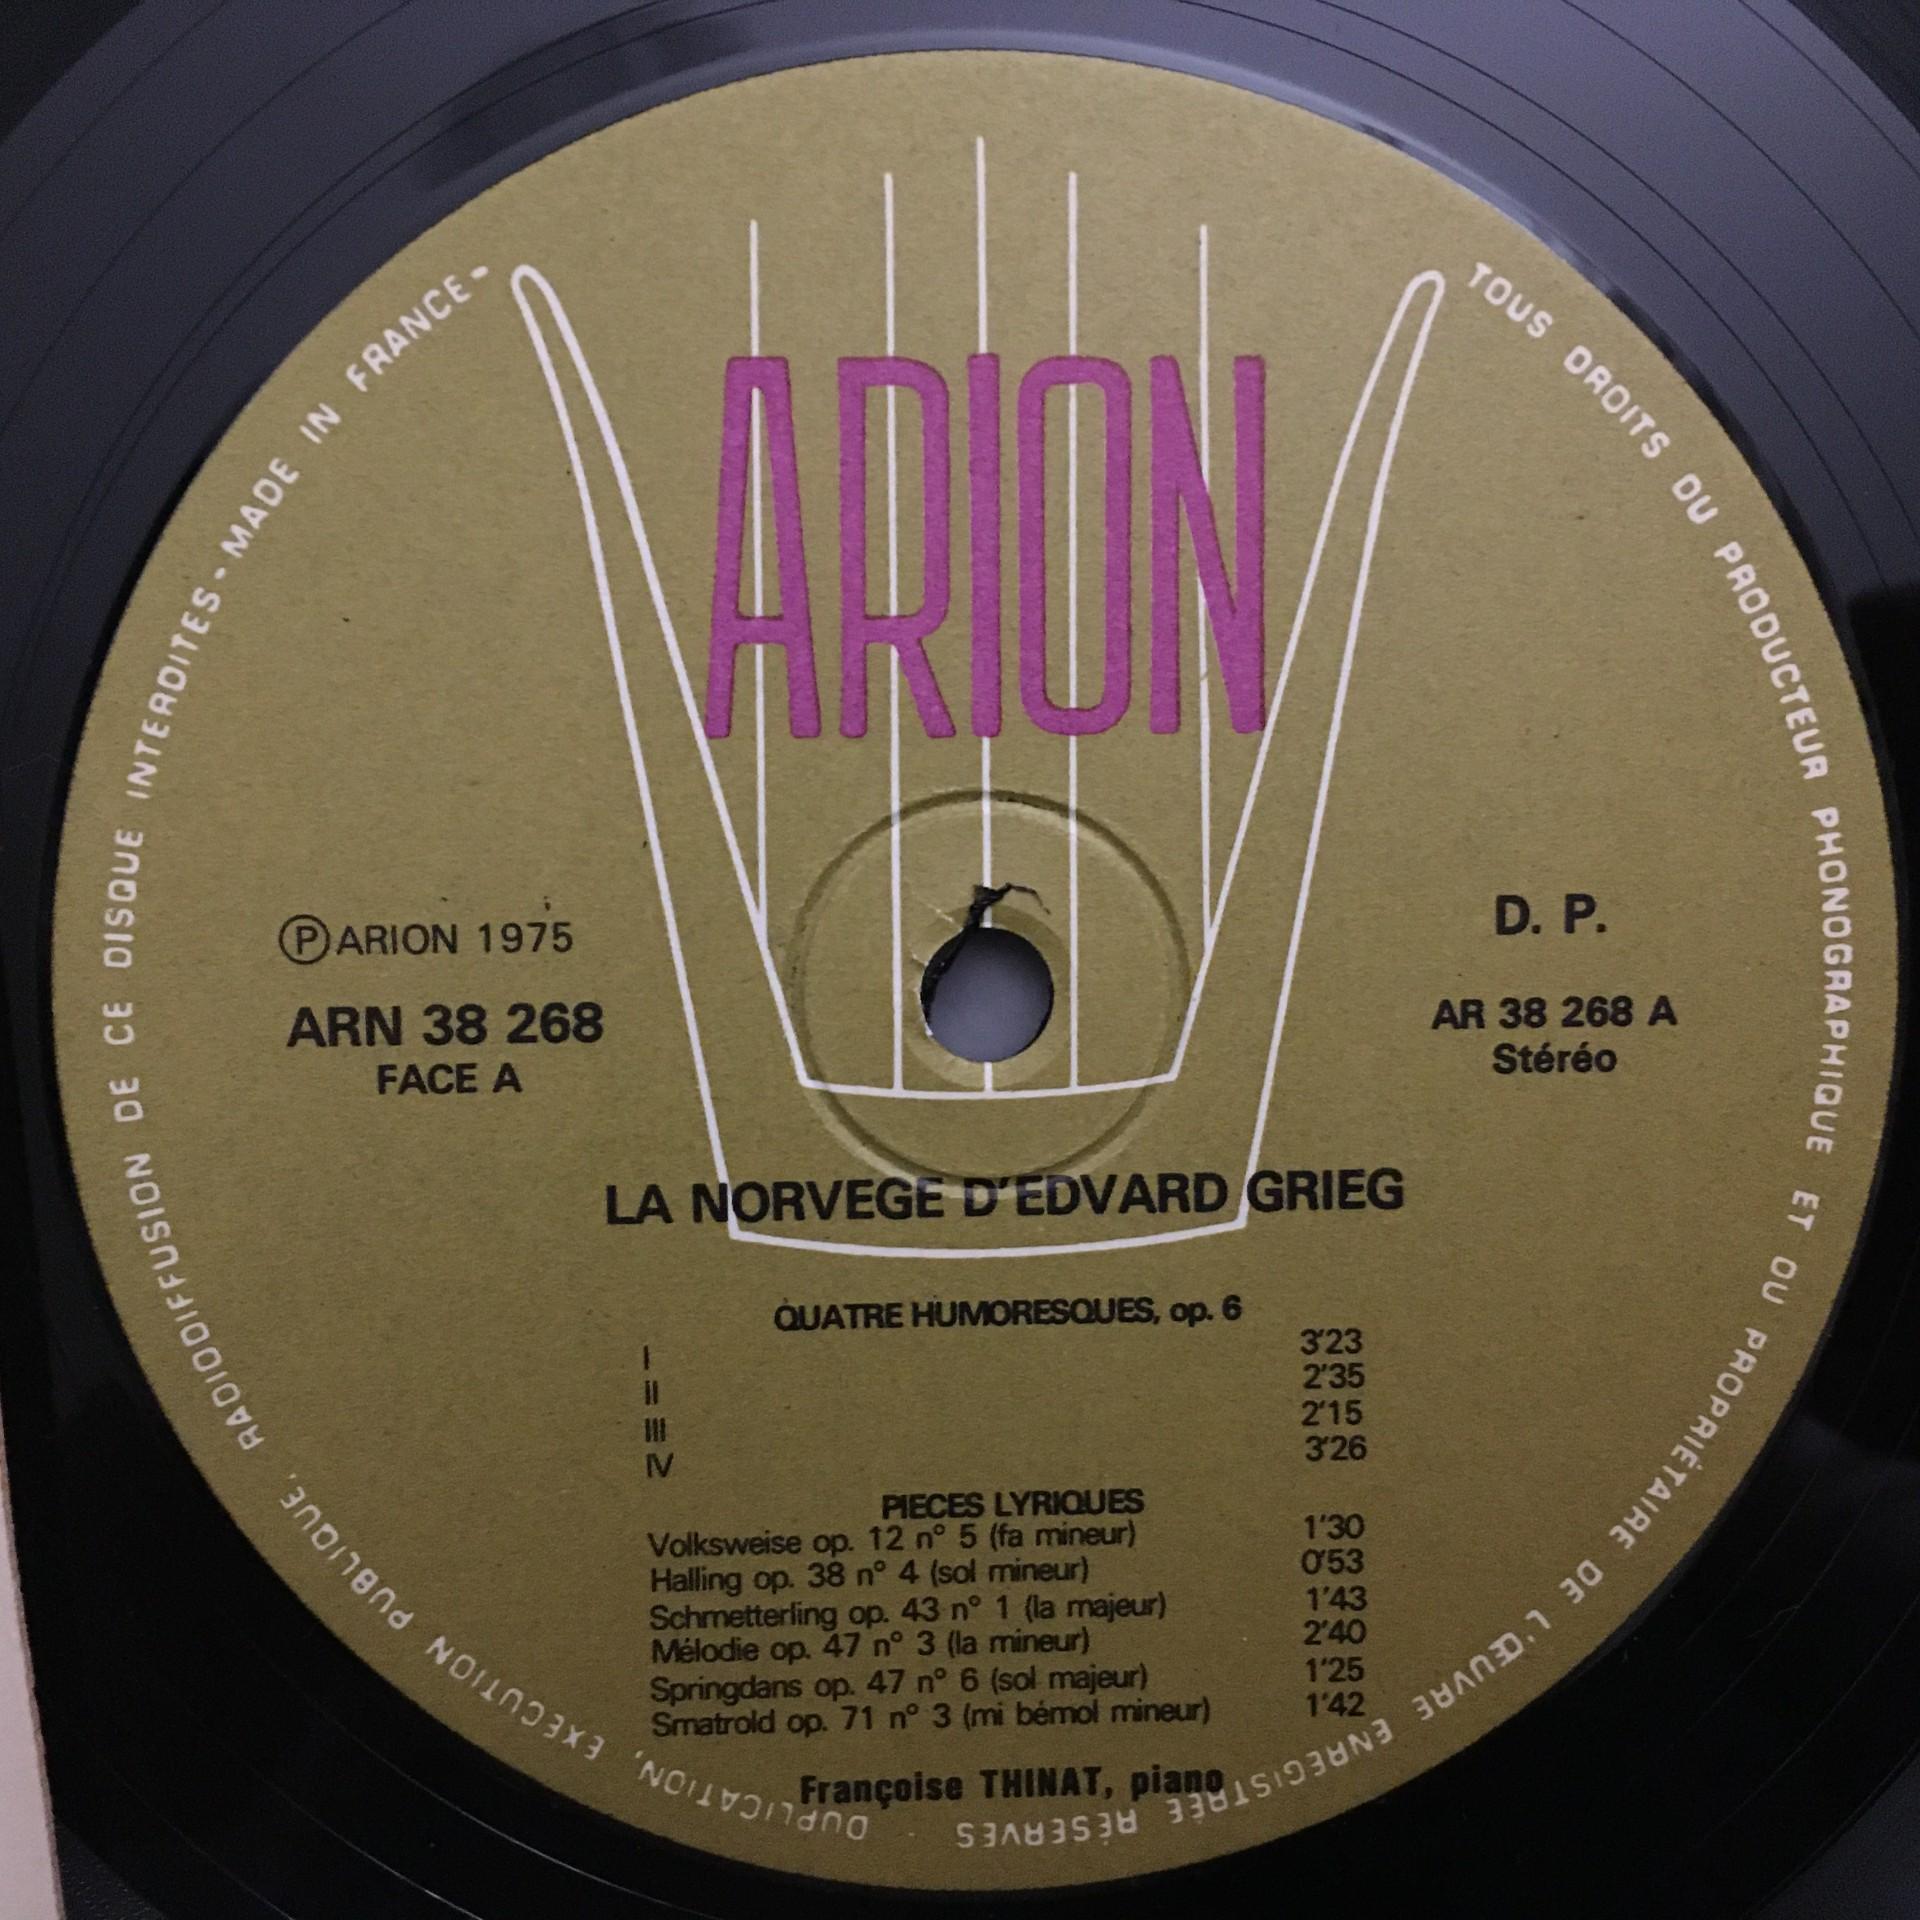 ARION
TOUS DROITS DU PRODUCTEUR PHONOGRAPHIQUE ET DU PROPRIÉTAIRE DE L'ŒUVRE ENREGISTRÉE RÉSERVES - DUPLICATION, EXECUTION PUBLIQUE, RADIODIFFUSION DE CE DISQUE INTERDITES - MADE IN FRANCE -
Ⓟ ARION 1975
ARN 38 268
FACE A
D. P.
AR 38 268 A
Stéréo
LA NORVEGE D'EDVARD GRIEG
QUATRE HUMORESQUES, op. 6
I 3'23
II 2'35
III 2'15
IV 3'26
PIECES LYRIQUES
Volksweise op. 12 n° 5 (fa mineur) 1'30
Halling op. 38 n° 4 (sol mineur) 0'53
Schmetterling op. 43 n° 1 (la majeur) 1'43
Mélodie op. 47 n° 3 (la mineur) 2'40
Springdans op. 47 n° 6 (sol majeur) 1'25
Smatrold op. 71 n° 3 (mi bémol mineur) 1'42
Françoise THINAT, piano